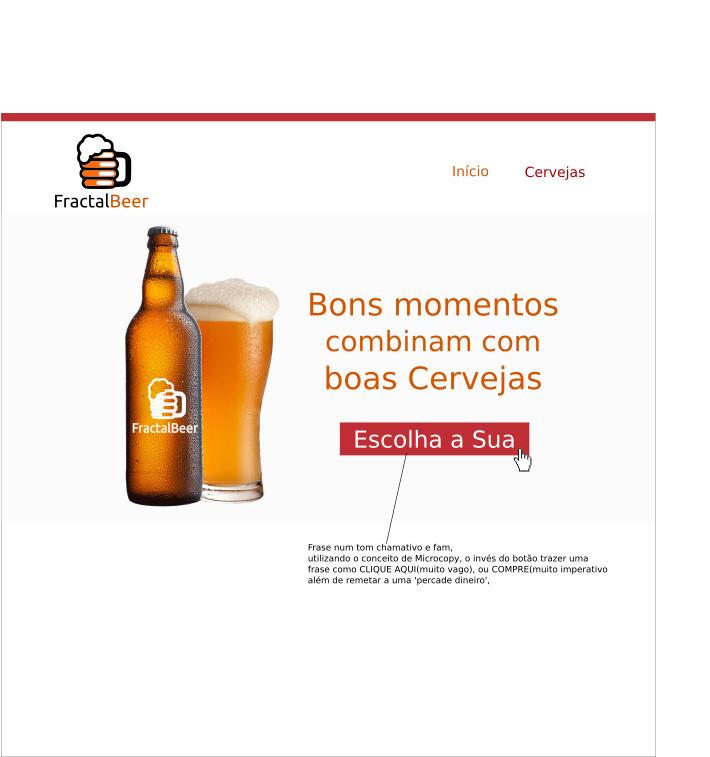 FractalBeer
Início
Cervejas
Bons momentos
combinam com
boas Cervejas
FractalBeer
Escolha a Sua
Frase num tom chamativo e fam,
utilizando o conceito de Microcopy, o invés do botão trazer uma
frase como CLIQUE AQUI(muito vago), ou COMPRE(muito imperativo
além de remetar a uma 'percade dineiro',